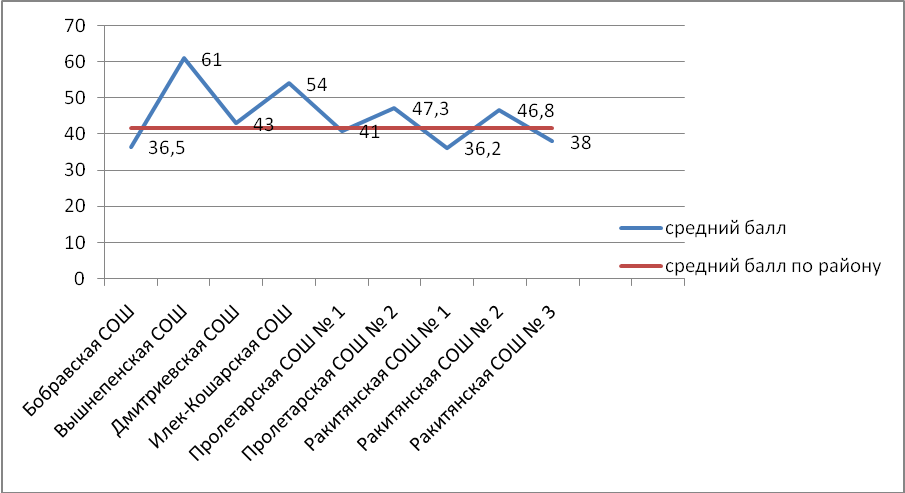 70
60
50
40
30
20
10
0
36,5
61
43
54
41
47,3
36,2
46,8
38
средний балл
средний балл по району
Бобравская СОШ
Вышнепенская СОШ
Дмитриевская СОШ
Илек-Кошарская СОШ
Пролетарская СОШ № 1
Пролетарская СОШ № 2
Ракитянская СОШ № 1
Ракитянская СОШ № 2
Ракитянская СОШ № 3